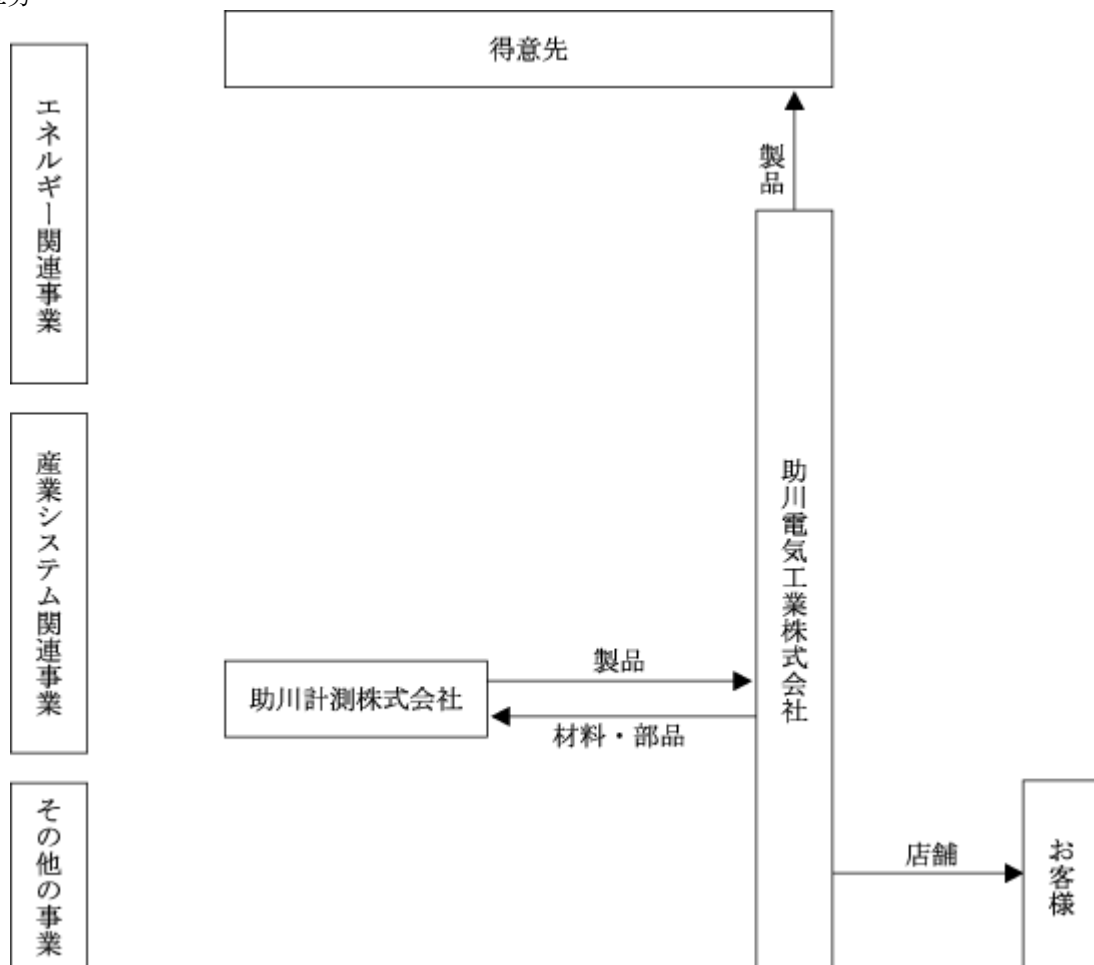 得意先
エネルギー関連事業
製品
産業システム関連事業
助川電気工業株式会社
製品
助川計測株式会社
材料・部品
その他の事業
店舗
お客様